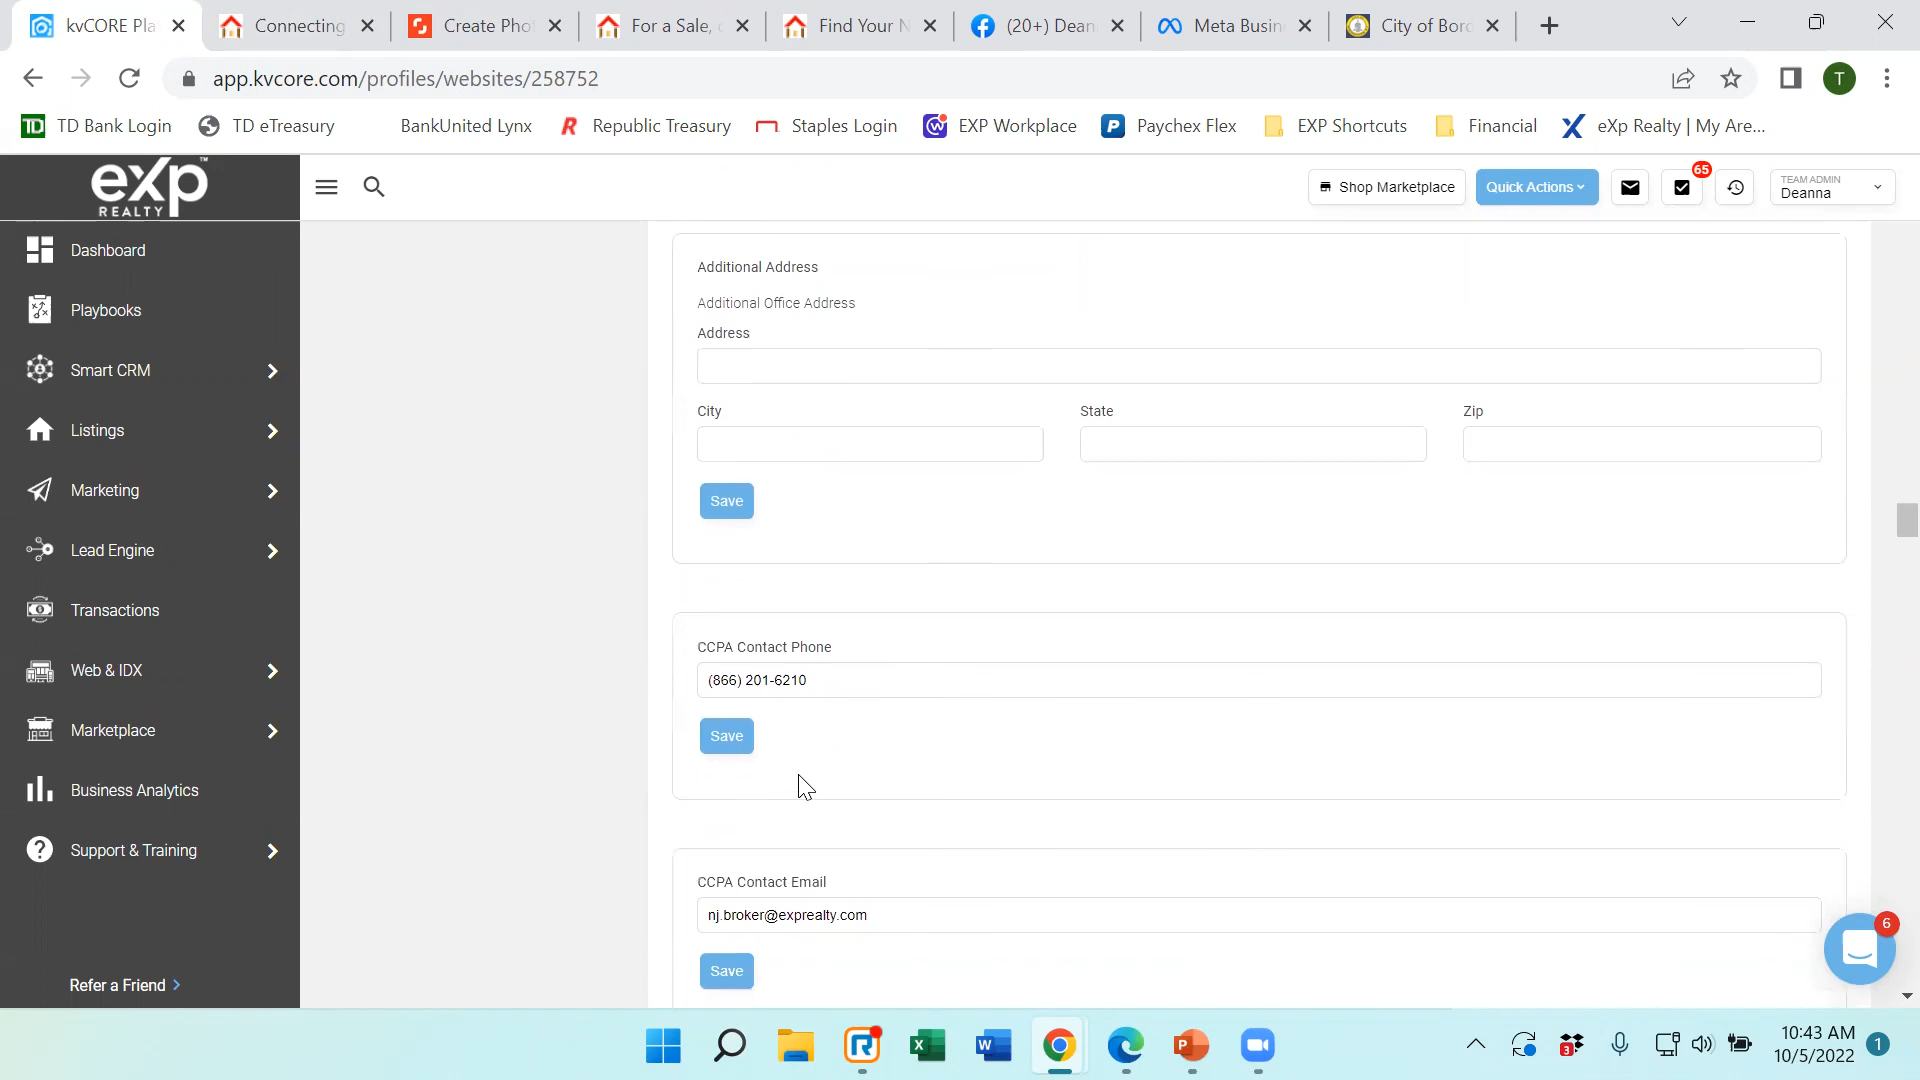 kvCORE Pla
Connecting
Create Pho
For a Sale, c
Find Your N
(20+) Dean
Meta Busin
City of Bord
app.kvcore.com/profiles/websites/258752
T
TD TD Bank Login
TD eTreasury
BankUnited Lynx
R Republic Treasury
Staples Login
EXP Workplace
P Paychex Flex
EXP Shortcuts
Financial
X eXp Realty | My Are...
eXp™
REALTY
Shop Marketplace
Quick Actions
65
TEAM ADMIN
Deanna
Dashboard
Playbooks
Smart CRM
Listings
Marketing
Lead Engine
Transactions
Web & IDX
Marketplace
Business Analytics
Support & Training
Refer a Friend >
Additional Address
Additional Office Address
Address
City
State
Zip
Save
CCPA Contact Phone
(866) 201-6210
Save
CCPA Contact Email
nj.broker@exprealty.com
Save
6
3
10:43 AM
10/5/2022
1